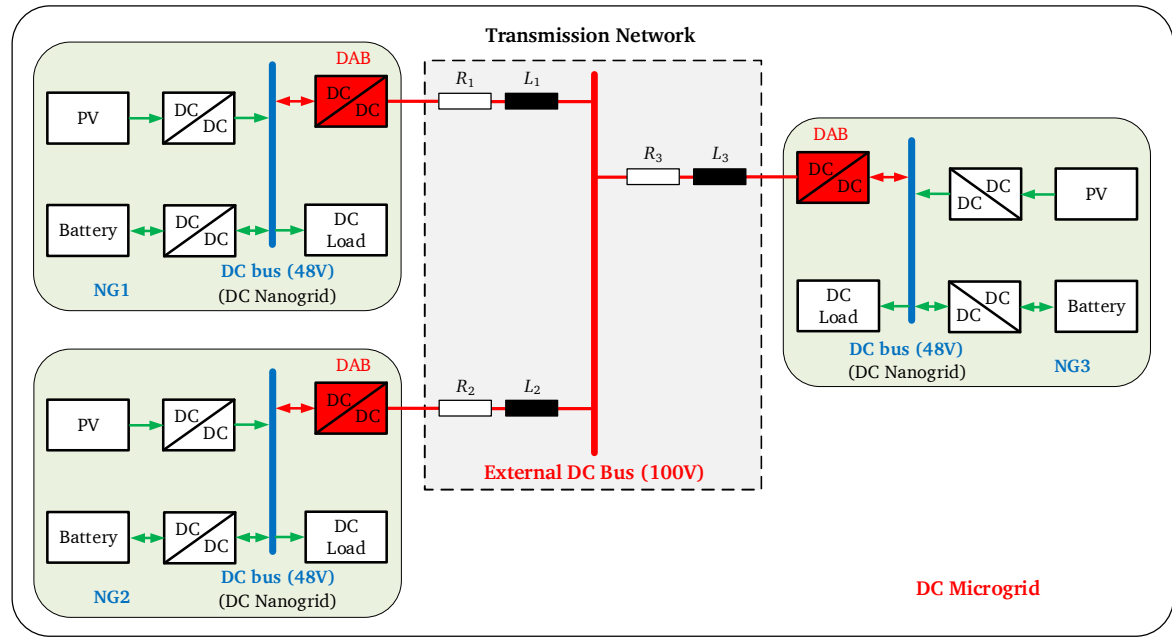 Transmission Network
DAB
PV
DC
DC
DC
DC
R1
L1
Battery
DC
DC
DC
Load
DC bus (48V)
NG1
(DC Nanogrid)
R3
L3
DAB
DC
DC
DC
DC
PV
DC
Load
DC
DC
Battery
DC bus (48V)
(DC Nanogrid)
NG3
DAB
PV
DC
DC
DC
DC
R2
L2
External DC Bus (100V)
Battery
DC
DC
DC
Load
DC bus (48V)
NG2
(DC Nanogrid)
DC Microgrid